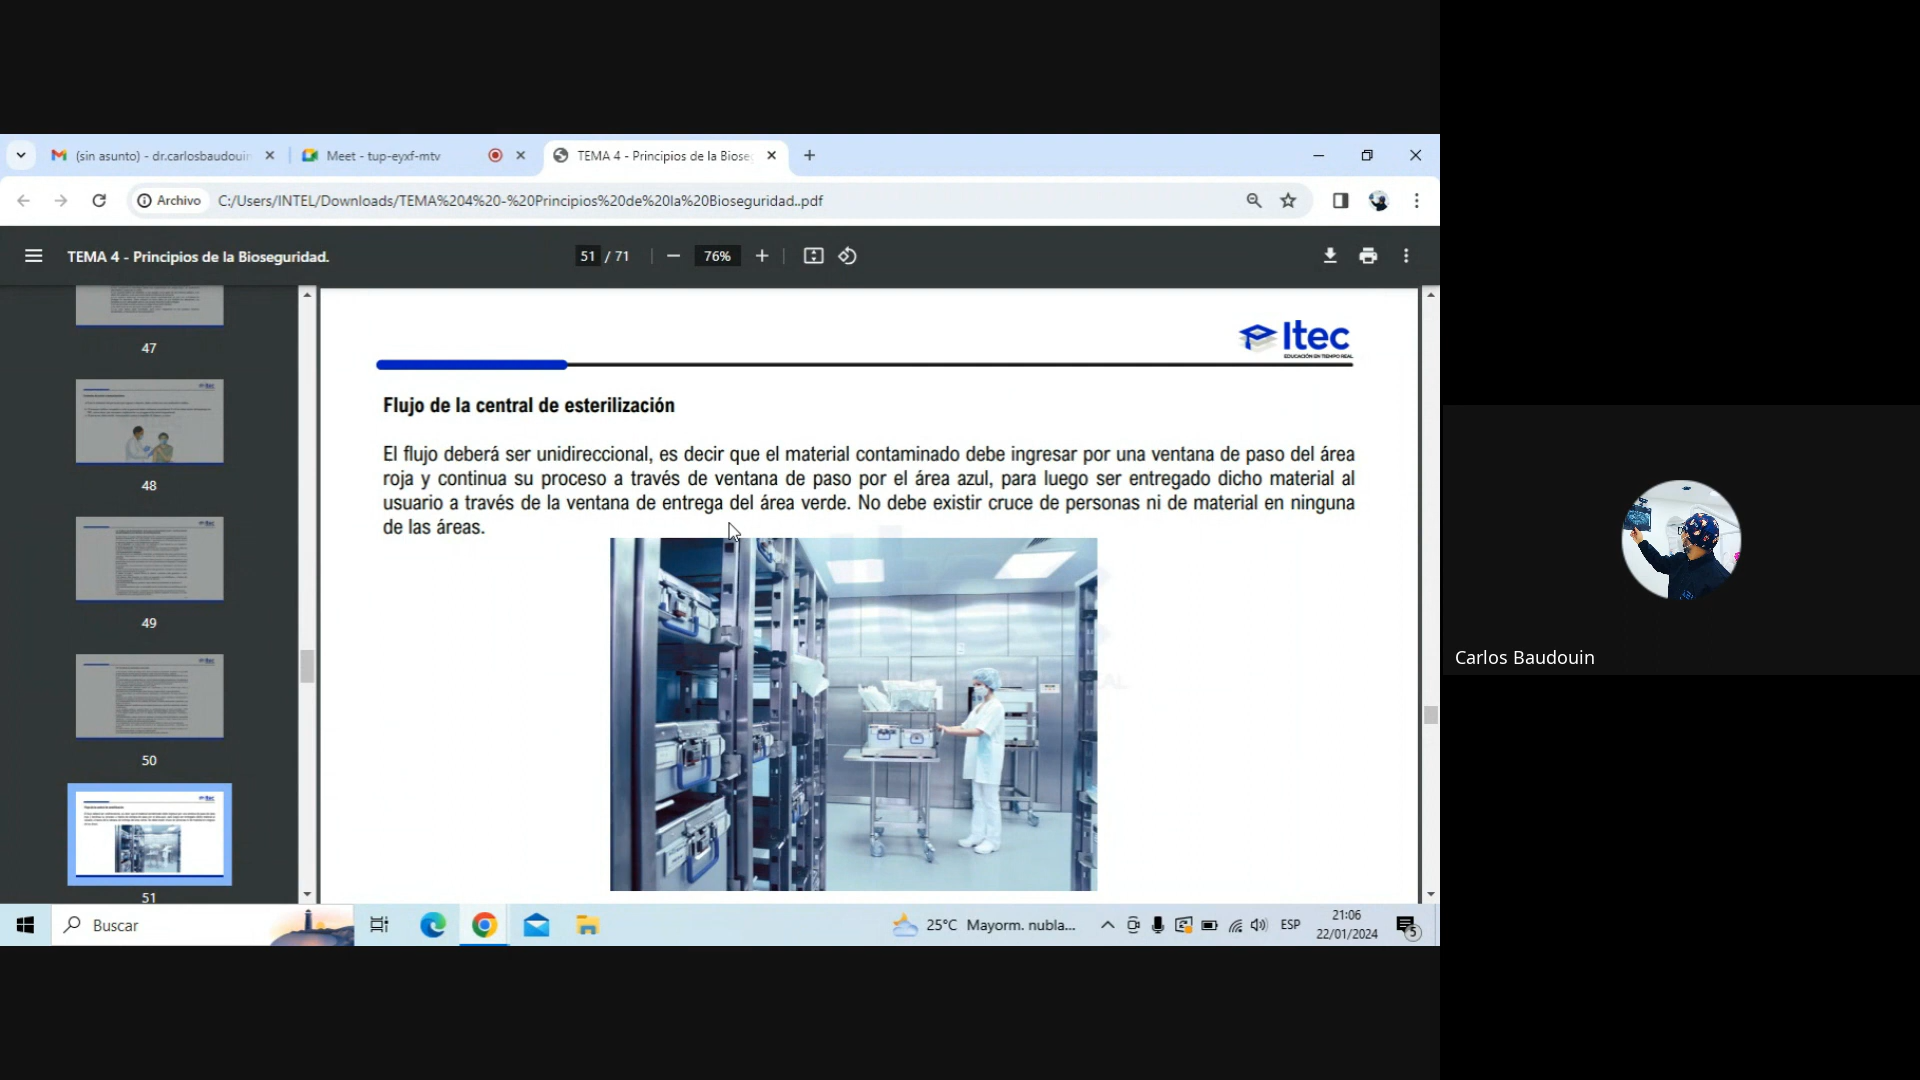 (sin asunto) - dr.carlosbaudouin
Meet - tup-eyxf-mtv
TEMA 4 - Principios de la Biose
Archivo
C:/Users/INTEL/Downloads/TEMA%204%20-%20Principios%20de%20la%20Bioseguridad..pdf
TEMA 4 - Principios de la Bioseguridad.
51 / 71
76%
47
48
49
50
51
Itec
EDUCACIÓN EN TIEMPO REAL
Flujo de la central de esterilización
El flujo deberá ser unidireccional, es decir que el material contaminado debe ingresar por una ventana de paso del área
roja y continua su proceso a través de ventana de paso por el área azul, para luego ser entregado dicho material al
usuario a través de la ventana de entrega del área verde. No debe existir cruce de personas ni de material en ninguna
de las áreas.
Carlos Baudouin
Buscar
25°C Mayorm. nubla...
ESP
21:06
22/01/2024
5